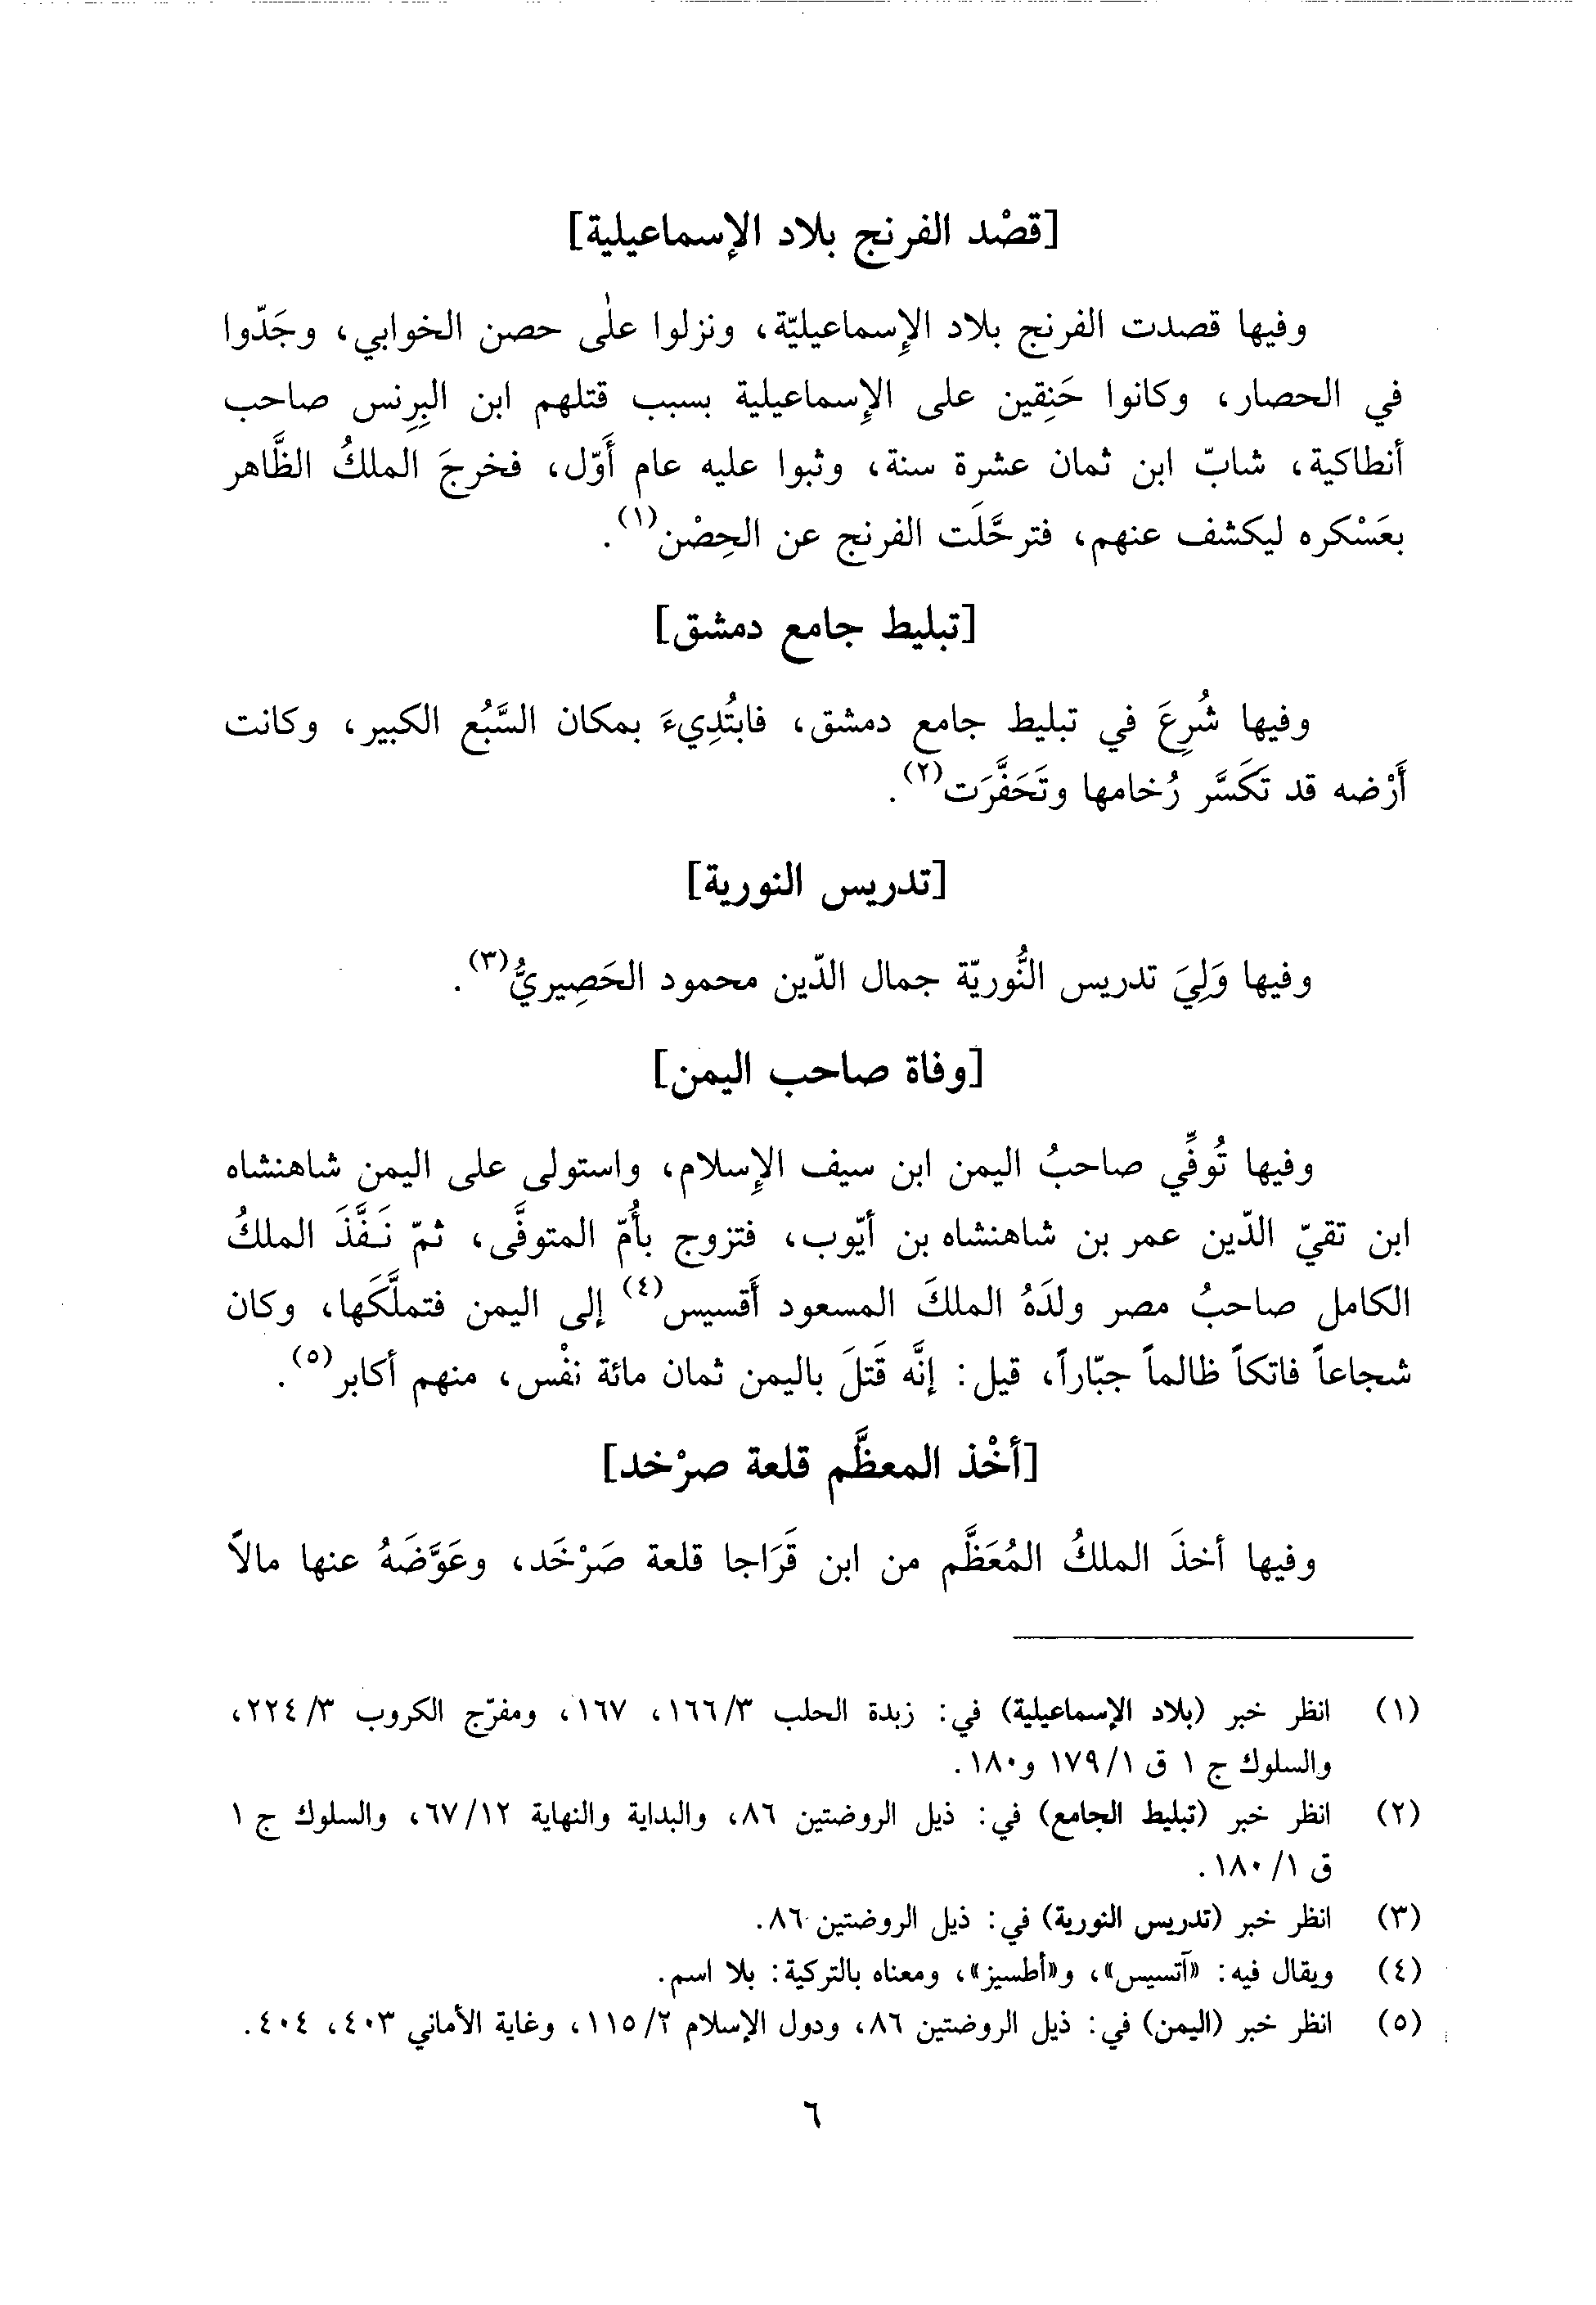 [قصْد الفرنج بلاد الإسماعيلية]
وفيها قصدت الفرنج بلاد الإِسماعيليّة، ونزلوا علٰى حصن الخوابي، وجَدّوا
في الحصار، وكانوا حَنِقين على الإِسماعيلية بسبب قتلهم ابن البِرِنس صاحب
أنطاكية، شابّ ابن ثمان عشرة سنة، وثبوا عليه عام أَوّل، فخرجَ الملكُ الظَّاهر
بعَسْكره ليكشف عنهم، فترحَّلَت الفرنج عن الحِصْن(١).
[تبليط جامع دمشق]
وفيها شُرِعَ في تبليط جامع دمشق، فابتُدِيءَ بمكان السَّبُع الكبير، وكانت
أَرْضه قد تَكَسَّر رُخامها وتَحَفَّرَت(٢).
[تدريس النورية]
وفيها وَلِيَ تدريس النُّوريّة جمال الدّين محمود الحَصِيريُّ(٣).
[وفاة صاحب اليمن]
وفيها تُوفِّي صاحبُ اليمن ابن سيف الإِسلام، واستولى على اليمن شاهنشاه
ابن تقيّ الدّين عمر بن شاهنشاه بن أيّوب، فتزوج بأُمّ المتوفَّى، ثمّ نَـفَّذَ الملكُ
الكامل صاحبُ مصر ولدَهُ الملكَ المسعود أَقسيس(٤) إلى اليمن فتملَّكَها، وكان
شجاعاً فاتكاً ظالماً جبّاراً، قيل: إنَّه قَتلَ باليمن ثمان مائة نفْس، منهم أكابر(٥).
[أخْذ المعظَّم قلعة صرْخد]
وفيها أخذَ الملكُ المُعَظَّم من ابن قَرَاجا قلعة صَرْخَد، وعَوَّضَهُ عنها مالاً
(١) انظر خبر (بلاد الإسماعيلية) في: زبدة الحلب ٣/١٦٦، ١٦٧، ومفرّج الكروب ٣/٢٢٤،
والسلوك ج ١ ق ١/١٧٩ و١٨٠.
(٢) انظر خبر (تبليط الجامع) في: ذيل الروضتين ٨٦، والبداية والنهاية ١٢/٦٧، والسلوك ج ١
ق ١/١٨٠.
(٣) انظر خبر (تدريس النورية) في: ذيل الروضتين ٨٦.
(٤) ويقال فيه: «آتسيس»، و«أطسيز»، ومعناه بالتركية: بلا اسم.
(٥) انظر خبر (اليمن) في: ذيل الروضتين ٨٦، ودول الإسلام ٢/١١٥، وغاية الأماني ٤٠٣، ٤٠٤.
٦